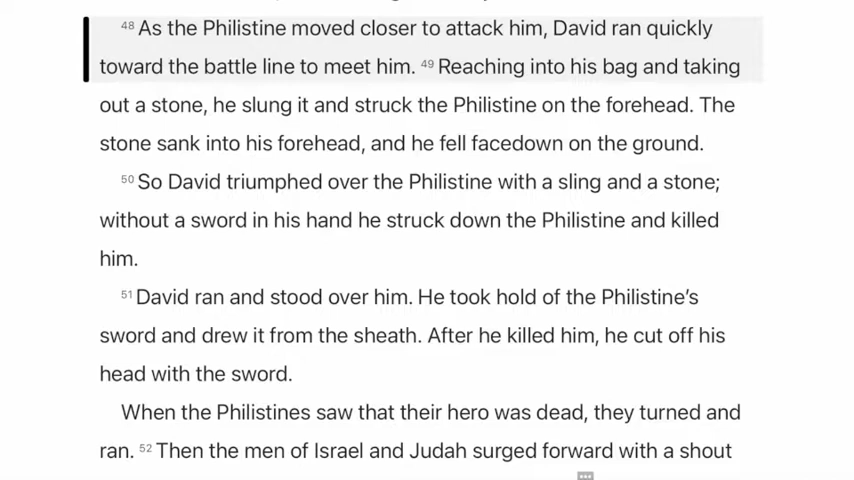 48 As the Philistine moved closer to attack him, David ran quickly
toward the battle line to meet him. 49 Reaching into his bag and taking
out a stone, he slung it and struck the Philistine on the forehead. The
stone sank into his forehead, and he fell facedown on the ground.
50 So David triumphed over the Philistine with a sling and a stone;
without a sword in his hand he struck down the Philistine and killed
him.
51 David ran and stood over him. He took hold of the Philistine’s
sword and drew it from the sheath. After he killed him, he cut off his
head with the sword.
When the Philistines saw that their hero was dead, they turned and
ran. 52 Then the men of Israel and Judah surged forward with a shout